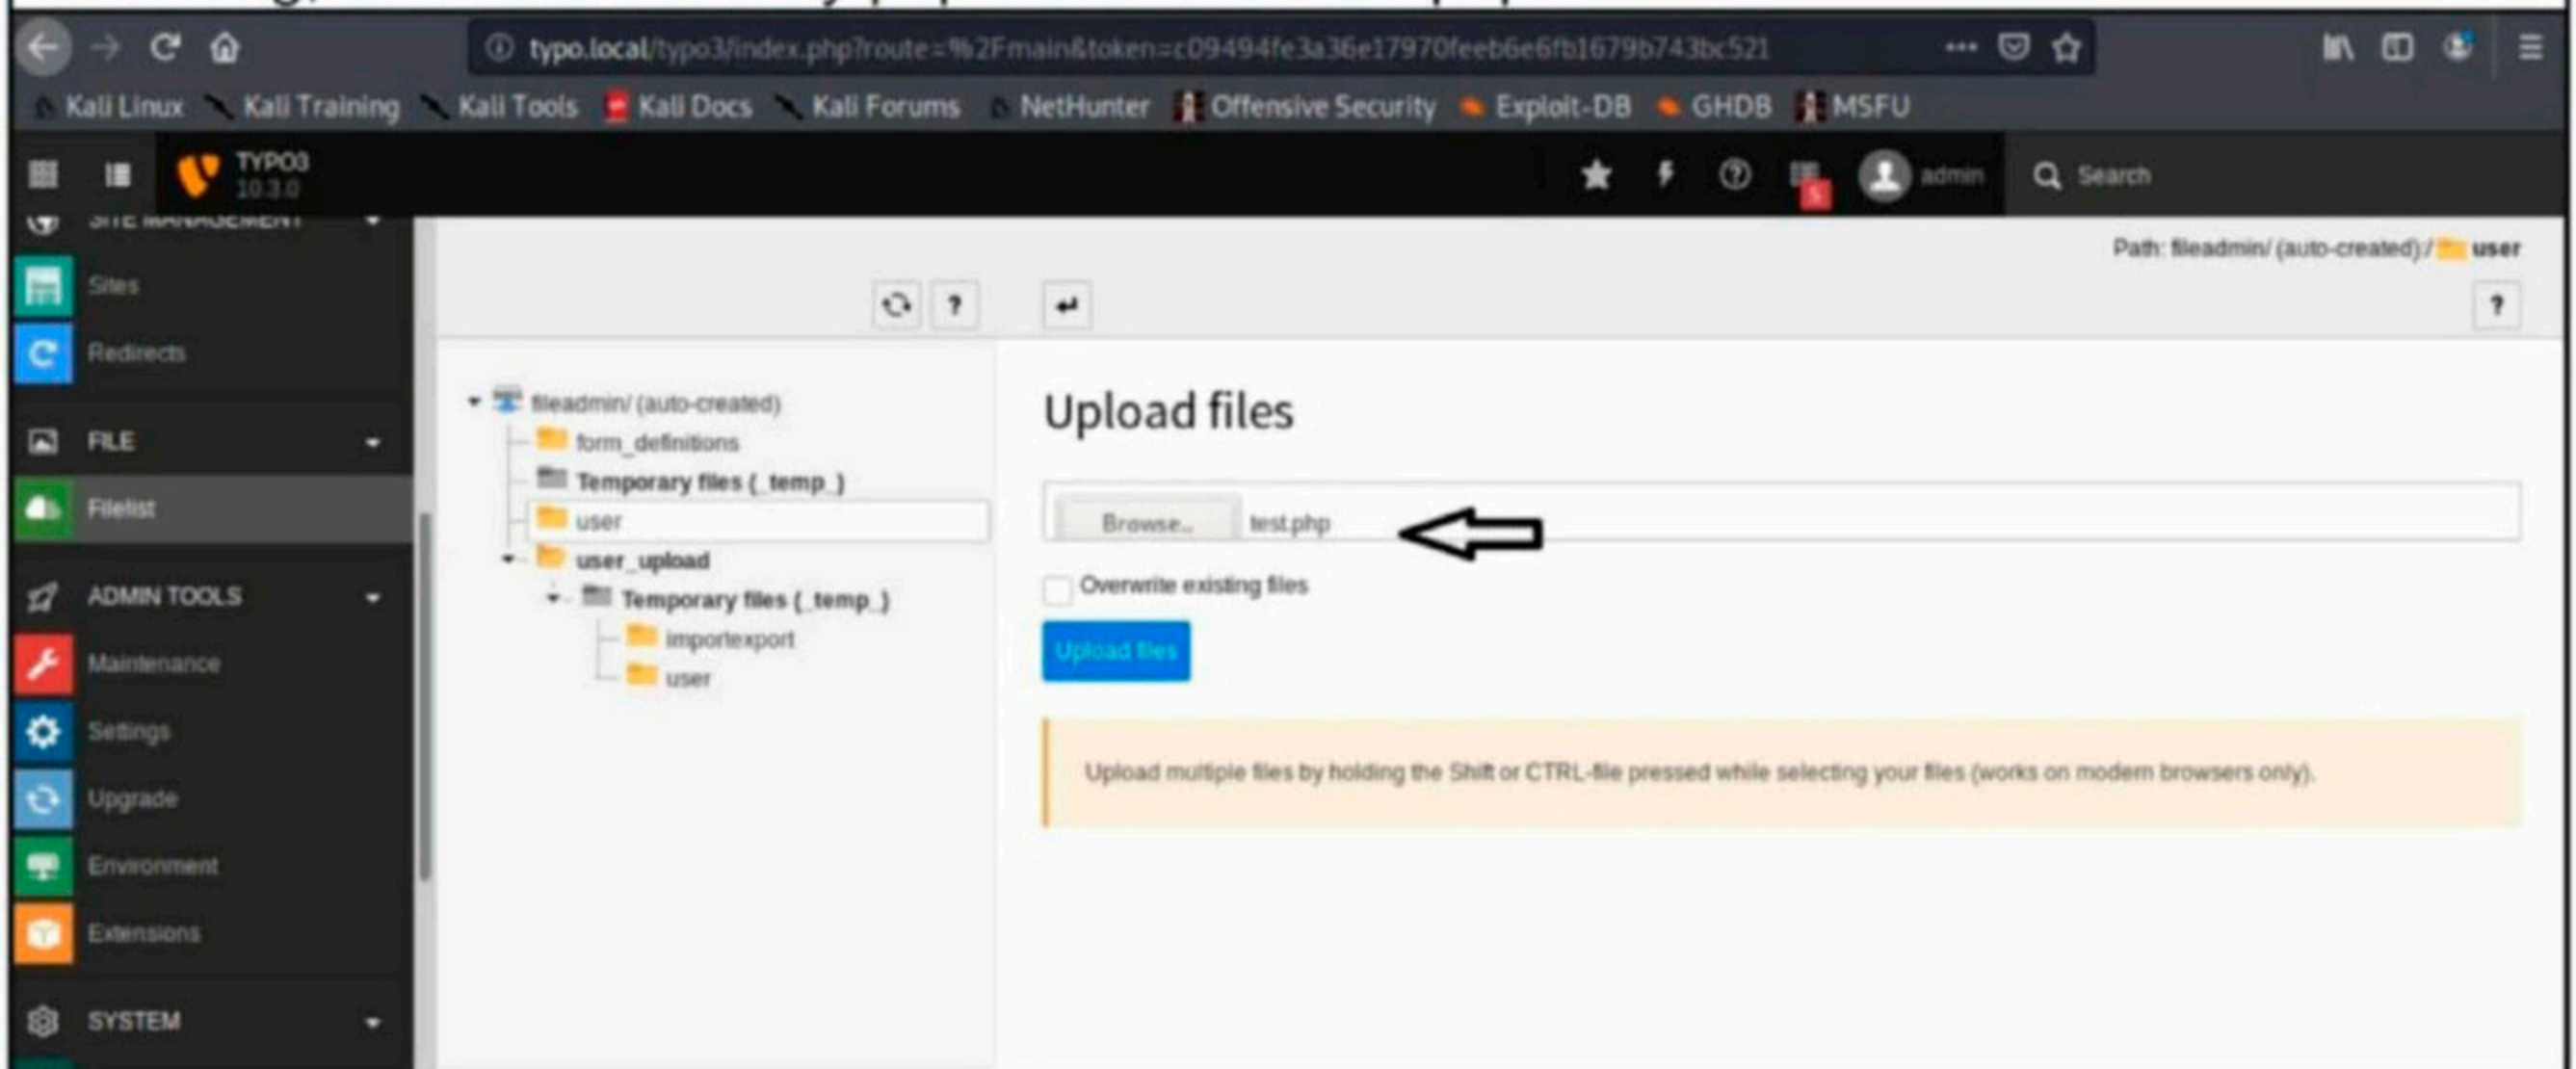 typo.local/typo3/index.php?route=%2Fmain&token=c09494fe3a36e17970feeb6e6fb1679b743bc521
Kali Linux Kali Training Kali Tools Kali Docs Kali Forums NetHunter Offensive Security Exploit-DB GHDB MSFU
TYPO3
10.3.0
5
admin
Search
SITE MANAGEMENT
Sites
Redirects
FILE
Filelist
ADMIN TOOLS
Maintenance
Settings
Upgrade
Environment
Extensions
SYSTEM
?
fileadmin/ (auto-created)
form_definitions
Temporary files (_temp_)
user
user_upload
Temporary files (_temp_)
importexport
user
Path: fileadmin/ (auto-created):/ user
?
Upload files
Browse... test.php
Overwrite existing files
Upload files
Upload multiple files by holding the Shift or CTRL-file pressed while selecting your files (works on modern browsers only).